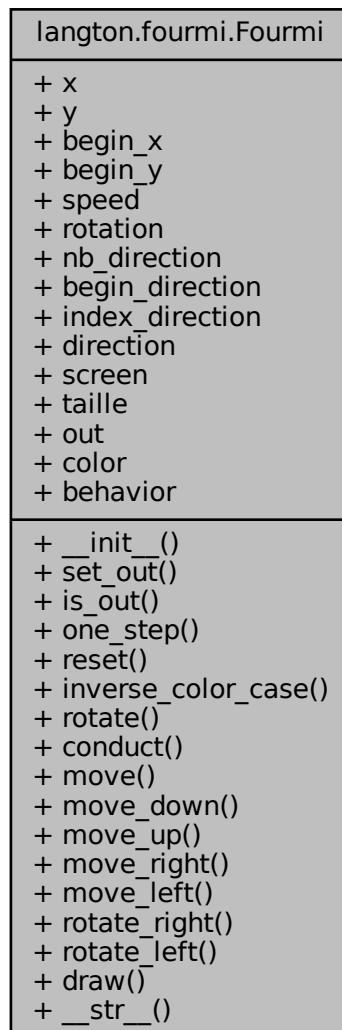 langton.fourmi.Fourmi
+ x
+ y
+ begin_x
+ begin_y
+ speed
+ rotation
+ nb_direction
+ begin_direction
+ index_direction
+ direction
+ screen
+ taille
+ out
+ color
+ behavior
+ __init__()
+ set_out()
+ is_out()
+ one_step()
+ reset()
+ inverse_color_case()
+ rotate()
+ conduct()
+ move()
+ move_down()
+ move_up()
+ move_right()
+ move_left()
+ rotate_right()
+ rotate_left()
+ draw()
+ __str__()